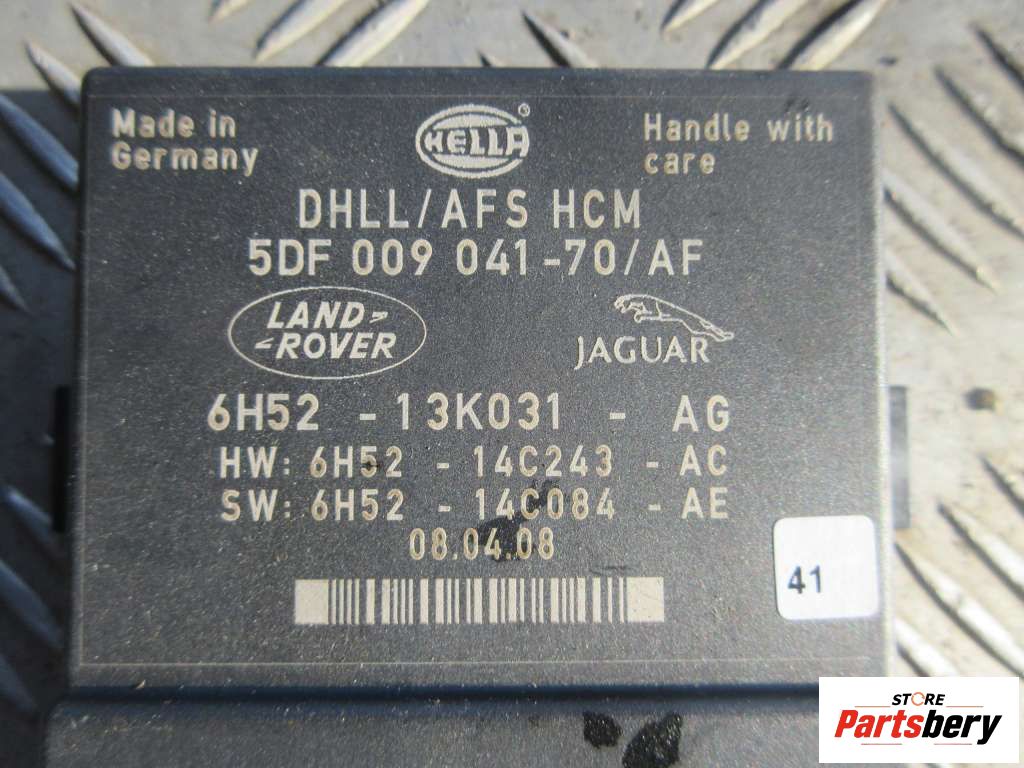 Made in
Germany
HELLA®
Handle with
care
DHLL/AFS HCM
5DF 009 041-70/AF
LAND-
-ROVER
JAGUAR
6H52 - 13K031 - AG
HW: 6H52 - 14C243 - AC
SW: 6H52 - 14C084 - AE
08.04.08
41
STORE
Partsbery